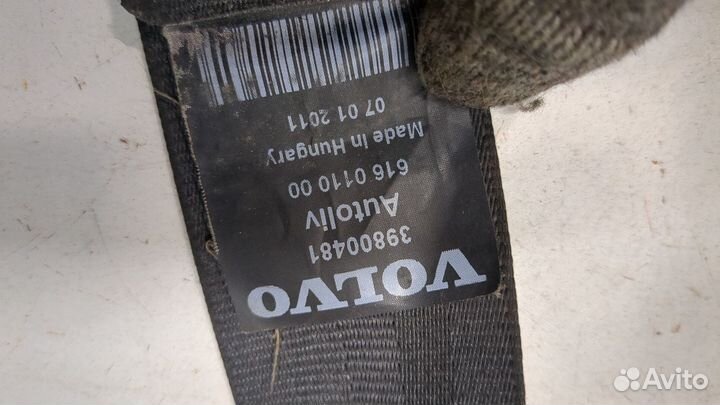 VOLVO
39800481
Autoliv
616 0110 00
Made in Hungary
07 01 2011
Avito